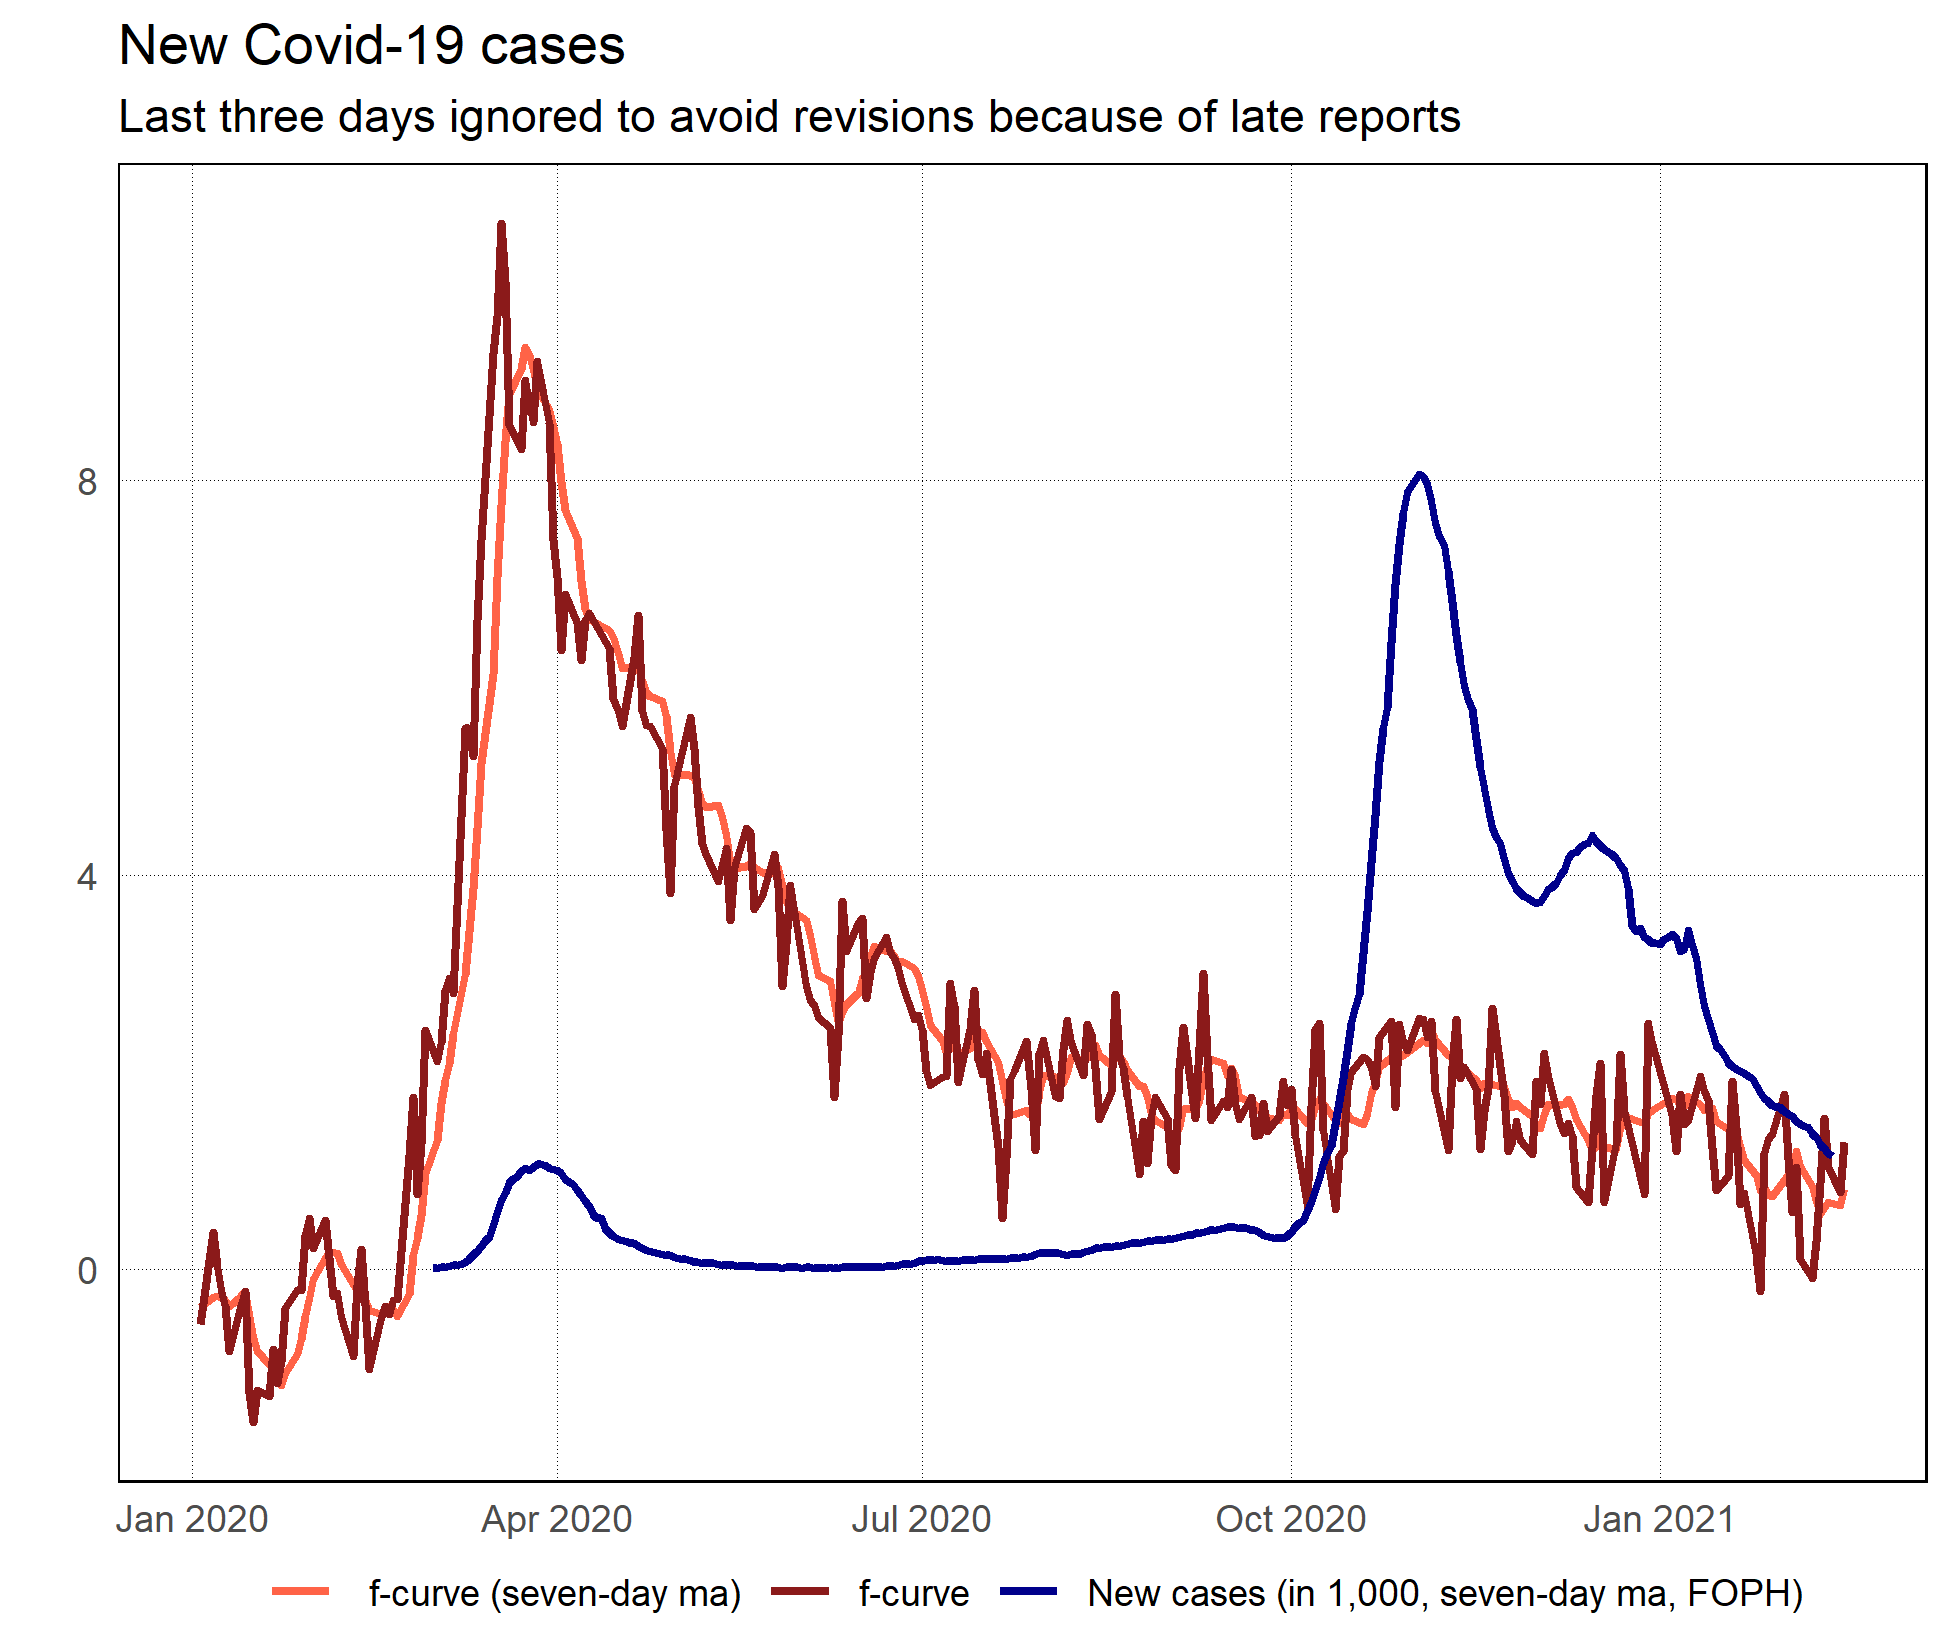 New Covid-19 cases
Last three days ignored to avoid revisions because of late reports
8
4
0
Jan 2020 Apr 2020 Jul 2020 Oct 2020 Jan 2021
f-curve (seven-day ma) f-curve New cases (in 1,000, seven-day ma, FOPH)